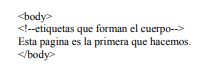 <body>
<!--etiquetas que forman el cuerpo-->
Esta pagina es la primera que hacemos.
</body>